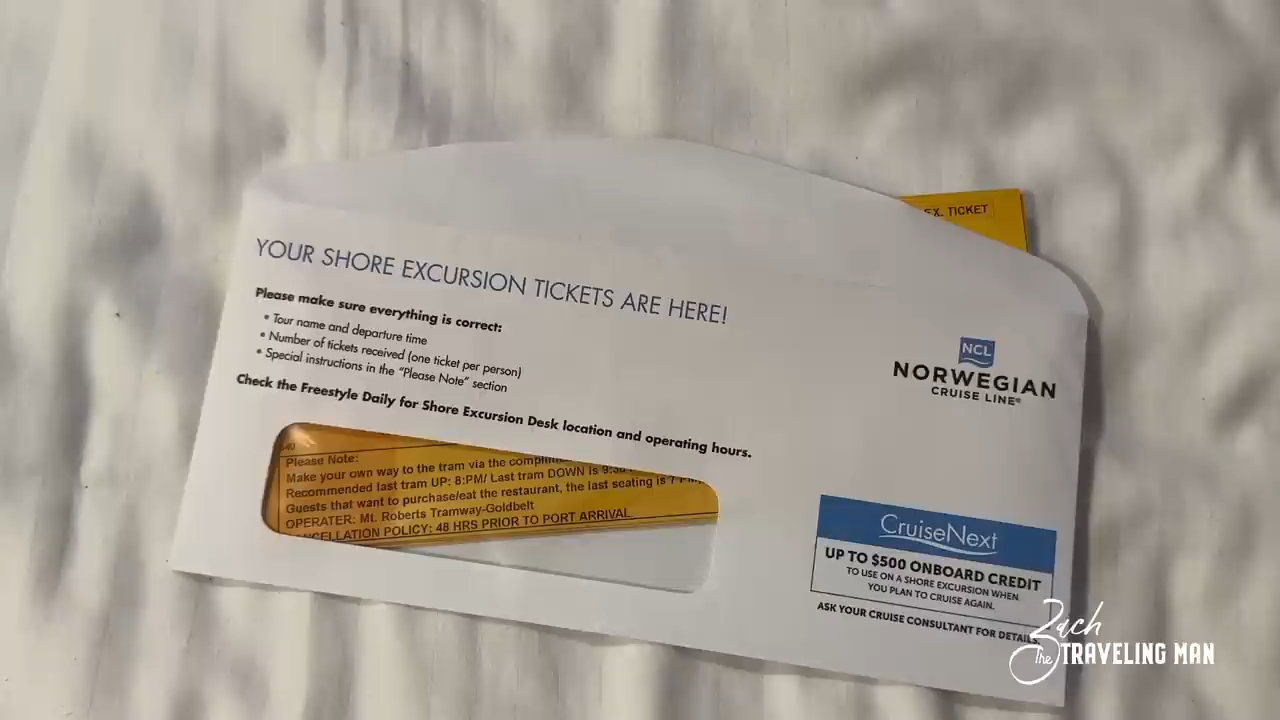 EX. TICKET
YOUR SHORE EXCURSION TICKETS ARE HERE!
Please make sure everything is correct:
• Tour name and departure time
• Number of tickets received (one ticket per person)
• Special instructions in the "Please Note" section
Check the Freestyle Daily for Shore Excursion Desk location and operating hours.
NCL
NORWEGIAN
CRUISE LINE®
Please Note:
Make your own way to the tram via the
Recommended last tram UP: 8:PM/ Last tram DOWN is
Guests that want to purchase/eat the restaurant, the last seating is 7
OPERATER: Mt. Roberts Tramway-Goldbelt
POLICY: 48 HRS PRIOR TO PORT ARRIVAL
CruiseNext
UP TO $500 ONBOARD CREDIT
TO USE ON A SHORE EXCURSION WHEN
YOU PLAN TO CRUISE AGAIN.
ASK YOUR CRUISE CONSULTANT FOR DETAILS.
Zach
The TRAVELING MAN